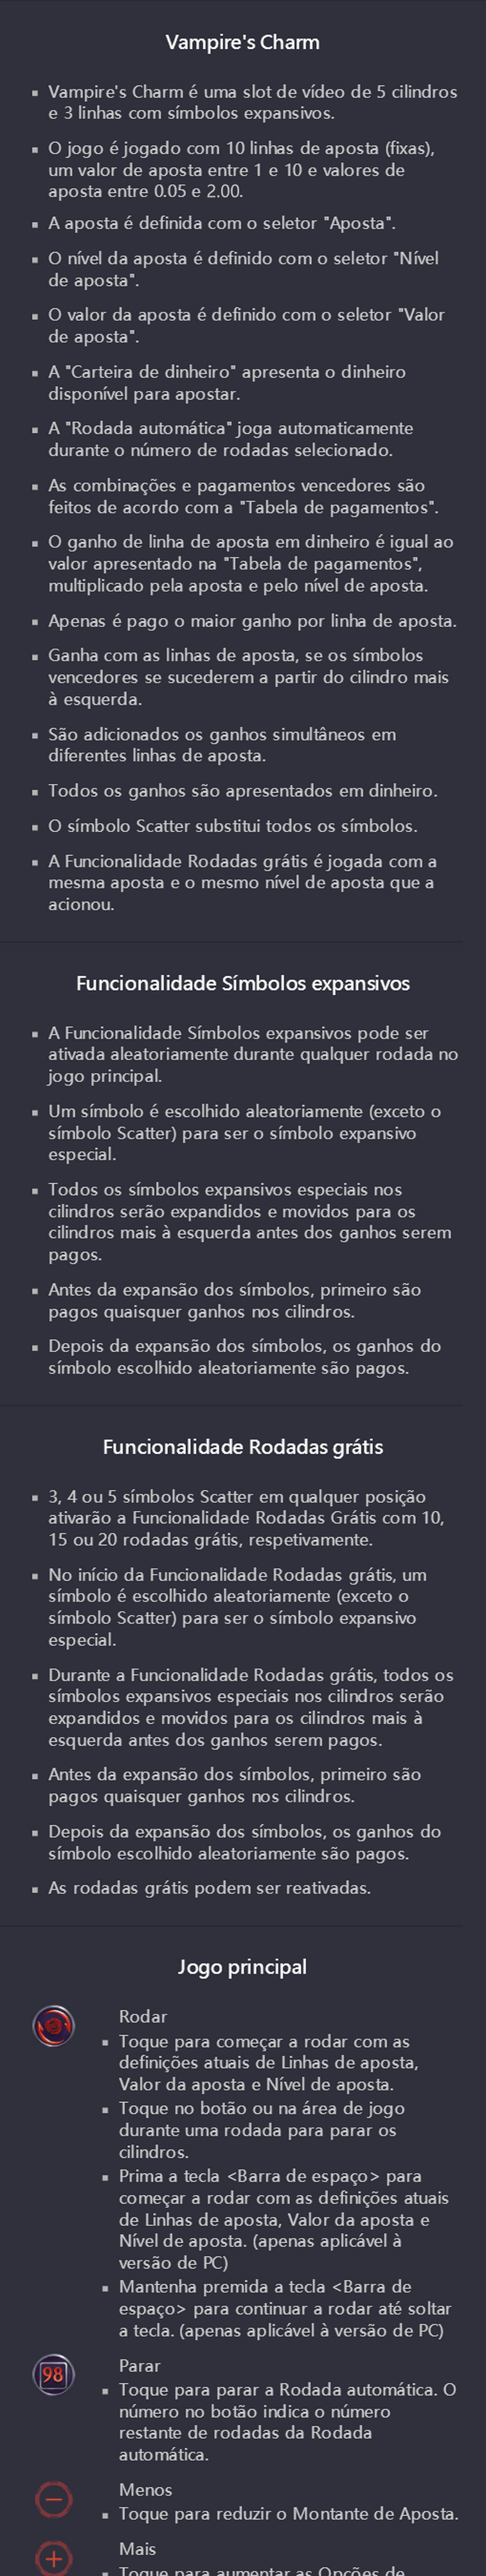 Vampire's Charm
Vampire's Charm é uma slot de vídeo de 5 cilindros
e 3 linhas com símbolos expansivos.
O jogo é jogado com 10 linhas de aposta (fixas),
um valor de aposta entre 1 e 10 e valores de
aposta entre 0.05 e 2.00.
A aposta é definida com o seletor "Aposta".
O nível da aposta é definido com o seletor "Nível
de aposta".
O valor da aposta é definido com o seletor "Valor
de aposta".
A "Carteira de dinheiro" apresenta o dinheiro
disponível para apostar.
A "Rodada automática" joga automaticamente
durante o número de rodadas selecionado.
As combinações e pagamentos vencedores são
feitos de acordo com a "Tabela de pagamentos".
O ganho de linha de aposta em dinheiro é igual ao
valor apresentado na "Tabela de pagamentos",
multiplicado pela aposta e pelo nível de aposta.
Apenas é pago o maior ganho por linha de aposta.
Ganha com as linhas de aposta, se os símbolos
vencedores se sucederem a partir do cilindro mais
à esquerda.
São adicionados os ganhos simultâneos em
diferentes linhas de aposta.
Todos os ganhos são apresentados em dinheiro.
O símbolo Scatter substitui todos os símbolos.
A Funcionalidade Rodadas grátis é jogada com a
mesma aposta e o mesmo nível de aposta que a
acionou.
Funcionalidade Símbolos expansivos
A Funcionalidade Símbolos expansivos pode ser
ativada aleatoriamente durante qualquer rodada no
jogo principal.
Um símbolo é escolhido aleatoriamente (exceto o
símbolo Scatter) para ser o símbolo expansivo
especial.
Todos os símbolos expansivos especiais nos
cilindros serão expandidos e movidos para os
cilindros mais à esquerda antes dos ganhos serem
pagos.
Antes da expansão dos símbolos, primeiro são
pagos quaisquer ganhos nos cilindros.
Depois da expansão dos símbolos, os ganhos do
símbolo escolhido aleatoriamente são pagos.
Funcionalidade Rodadas grátis
3, 4 ou 5 símbolos Scatter em qualquer posição
ativarão a Funcionalidade Rodadas Grátis com 10,
15 ou 20 rodadas grátis, respetivamente.
No início da Funcionalidade Rodadas grátis, um
símbolo é escolhido aleatoriamente (exceto o
símbolo Scatter) para ser o símbolo expansivo
especial.
Durante a Funcionalidade Rodadas grátis, todos os
símbolos expansivos especiais nos cilindros serão
expandidos e movidos para os cilindros mais à
esquerda antes dos ganhos serem pagos.
Antes da expansão dos símbolos, primeiro são
pagos quaisquer ganhos nos cilindros.
Depois da expansão dos símbolos, os ganhos do
símbolo escolhido aleatoriamente são pagos.
As rodadas grátis podem ser reativadas.
Jogo principal
Rodar
Toque para começar a rodar com as
definições atuais de Linhas de aposta,
Valor da aposta e Nível de aposta.
Toque no botão ou na área de jogo
durante uma rodada para parar os
cilindros.
Prima a tecla <Barra de espaço> para
começar a rodar com as definições atuais
de Linhas de aposta, Valor da aposta e
Nível de aposta. (apenas aplicável à
versão de PC)
Mantenha premida a tecla <Barra de
espaço> para continuar a rodar até soltar
a tecla. (apenas aplicável à versão de PC)
98
Parar
Toque para parar a Rodada automática. O
número no botão indica o número
restante de rodadas da Rodada
automática.
Menos
Toque para reduzir o Montante de Aposta.
Mais
Toque para aumentar as Opções de